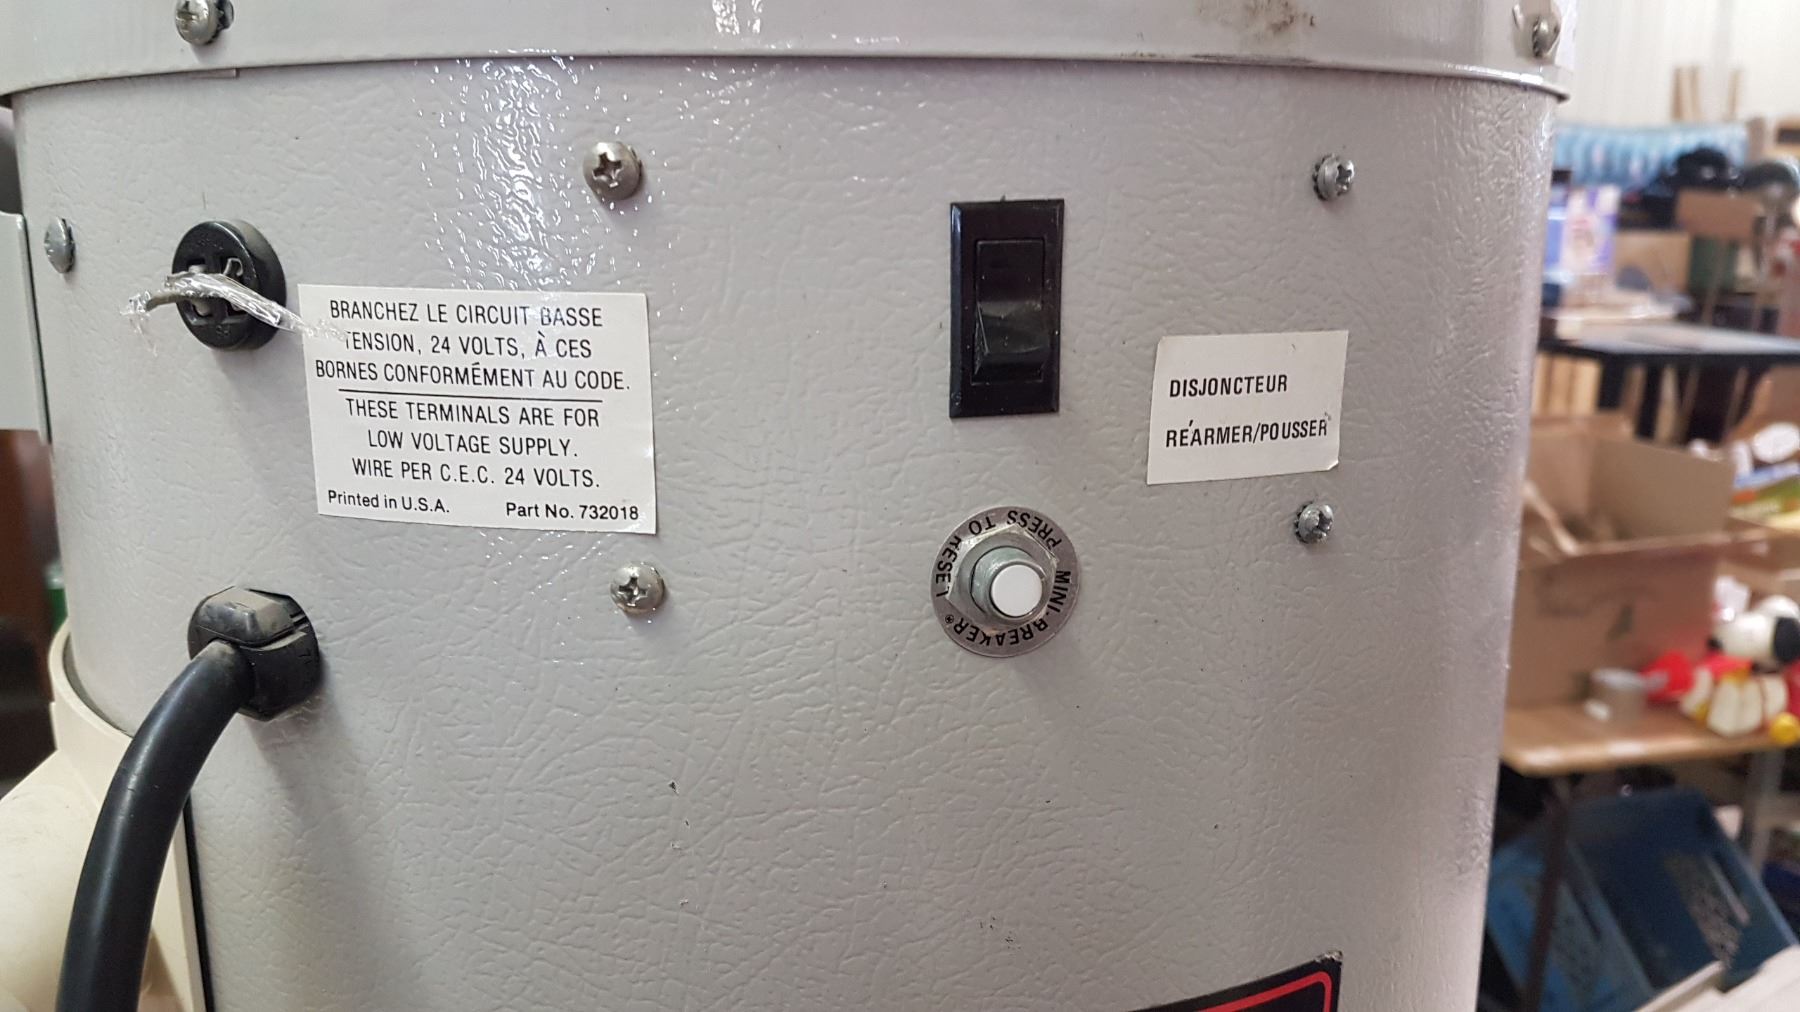 BRANCHEZ LE CIRCUIT BASSE
TENSION, 24 VOLTS, À CES
BORNES CONFORMÉMENT AU CODE.
THESE TERMINALS ARE FOR
LOW VOLTAGE SUPPLY.
WIRE PER C.E.C. 24 VOLTS.
Printed in U.S.A. Part No. 732018
DISJONCTEUR
RÉARMER/POUSSER
PRESS TO RESET
MINI-BREAKER®